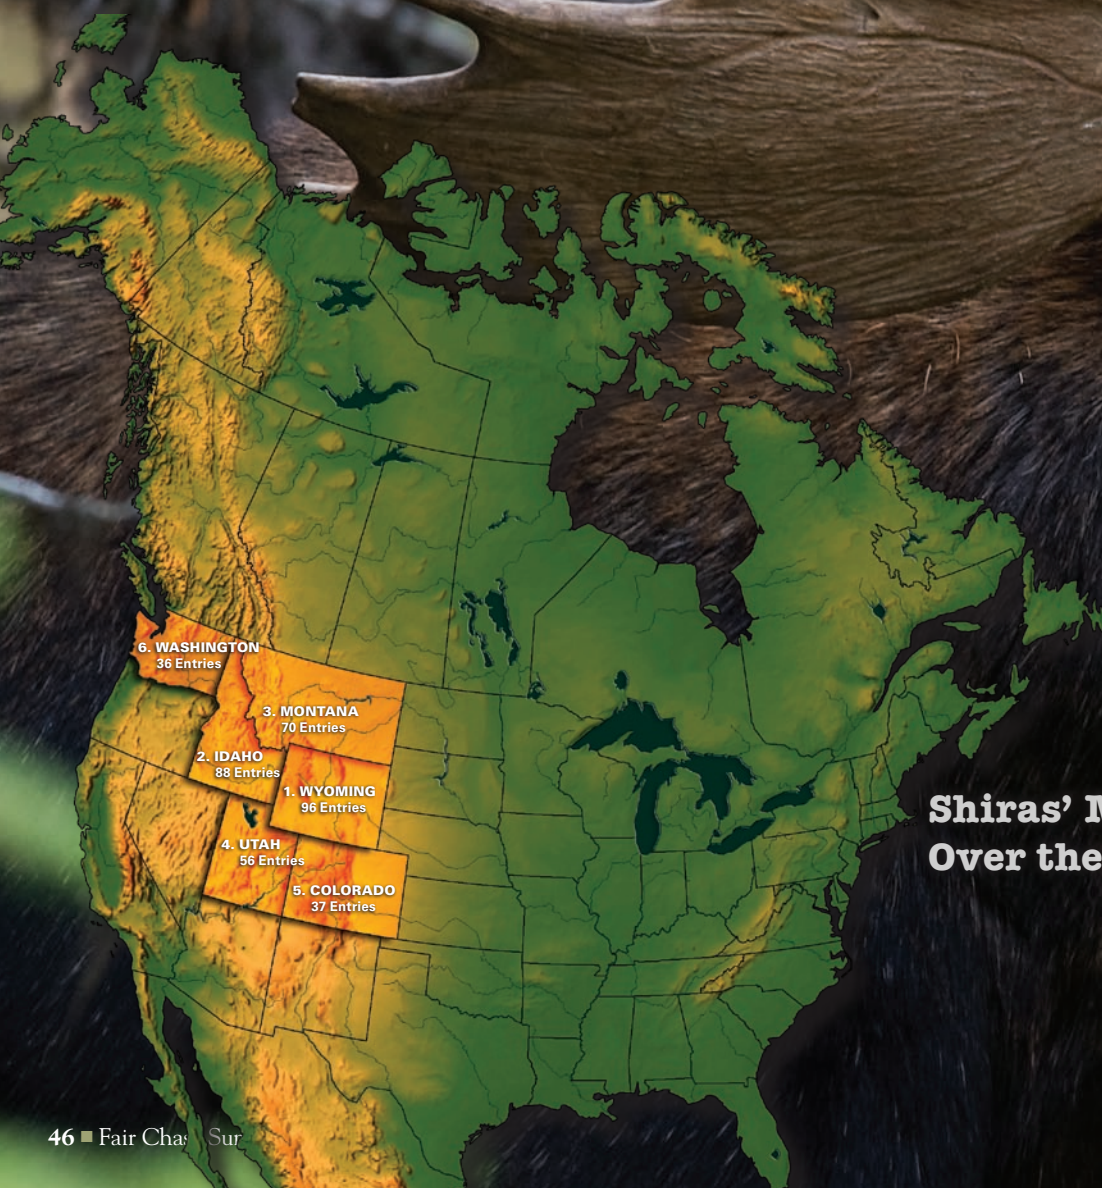 6. WASHINGTON
36 Entries
3. MONTANA
70 Entries
2. IDAHO
88 Entries
1. WYOMING
96 Entries
4. UTAH
56 Entries
5. COLORADO
37 Entries
Shiras’
Over the
46 ■ Fair